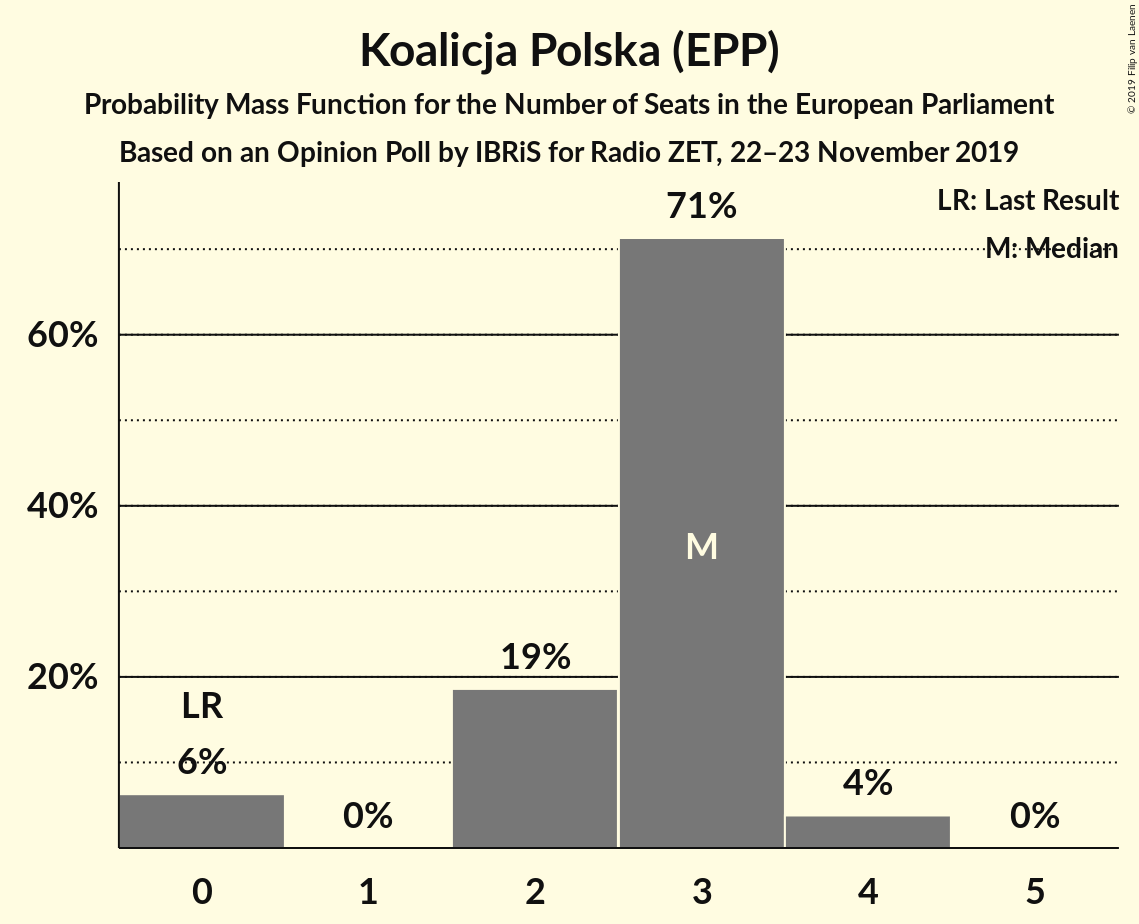 Koalicja Polska (EPP)
Probability Mass Function for the Number of Seats in the European Parliament
Based on an Opinion Poll by IBRiS for Radio ZET, 22–23 November 2019
© 2019 Filip van Laenen
LR: Last Result
M: Median
71%
60%
40%
M
20%
19%
LR
6%
0%
4%
0%
0 1 2 3 4 5